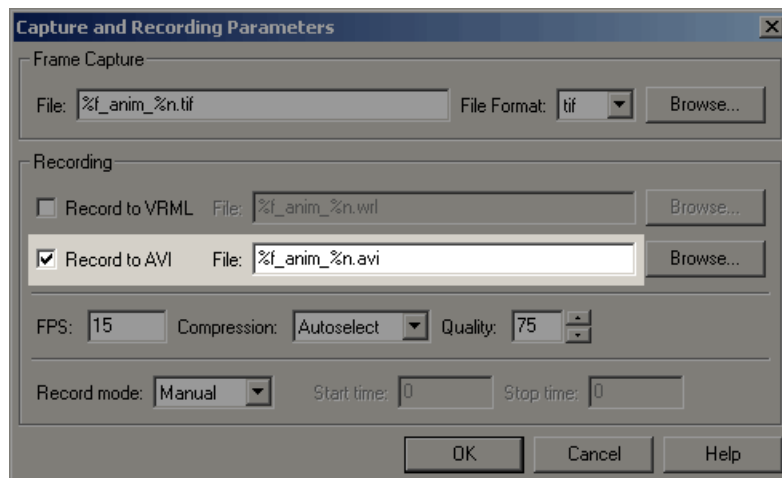 Capture and Recording Parameters
Frame Capture
File: %f_anim_%n.tif File Format: tif Browse...
Recording
Record to VRML File: %f_anim_%n.wrl Browse...
Record to AVI File: %f_anim_%n.avi Browse...
FPS: 15 Compression: Autoselect Quality: 75
Record mode: Manual Start time: 0 Stop time: 0
OK Cancel Help